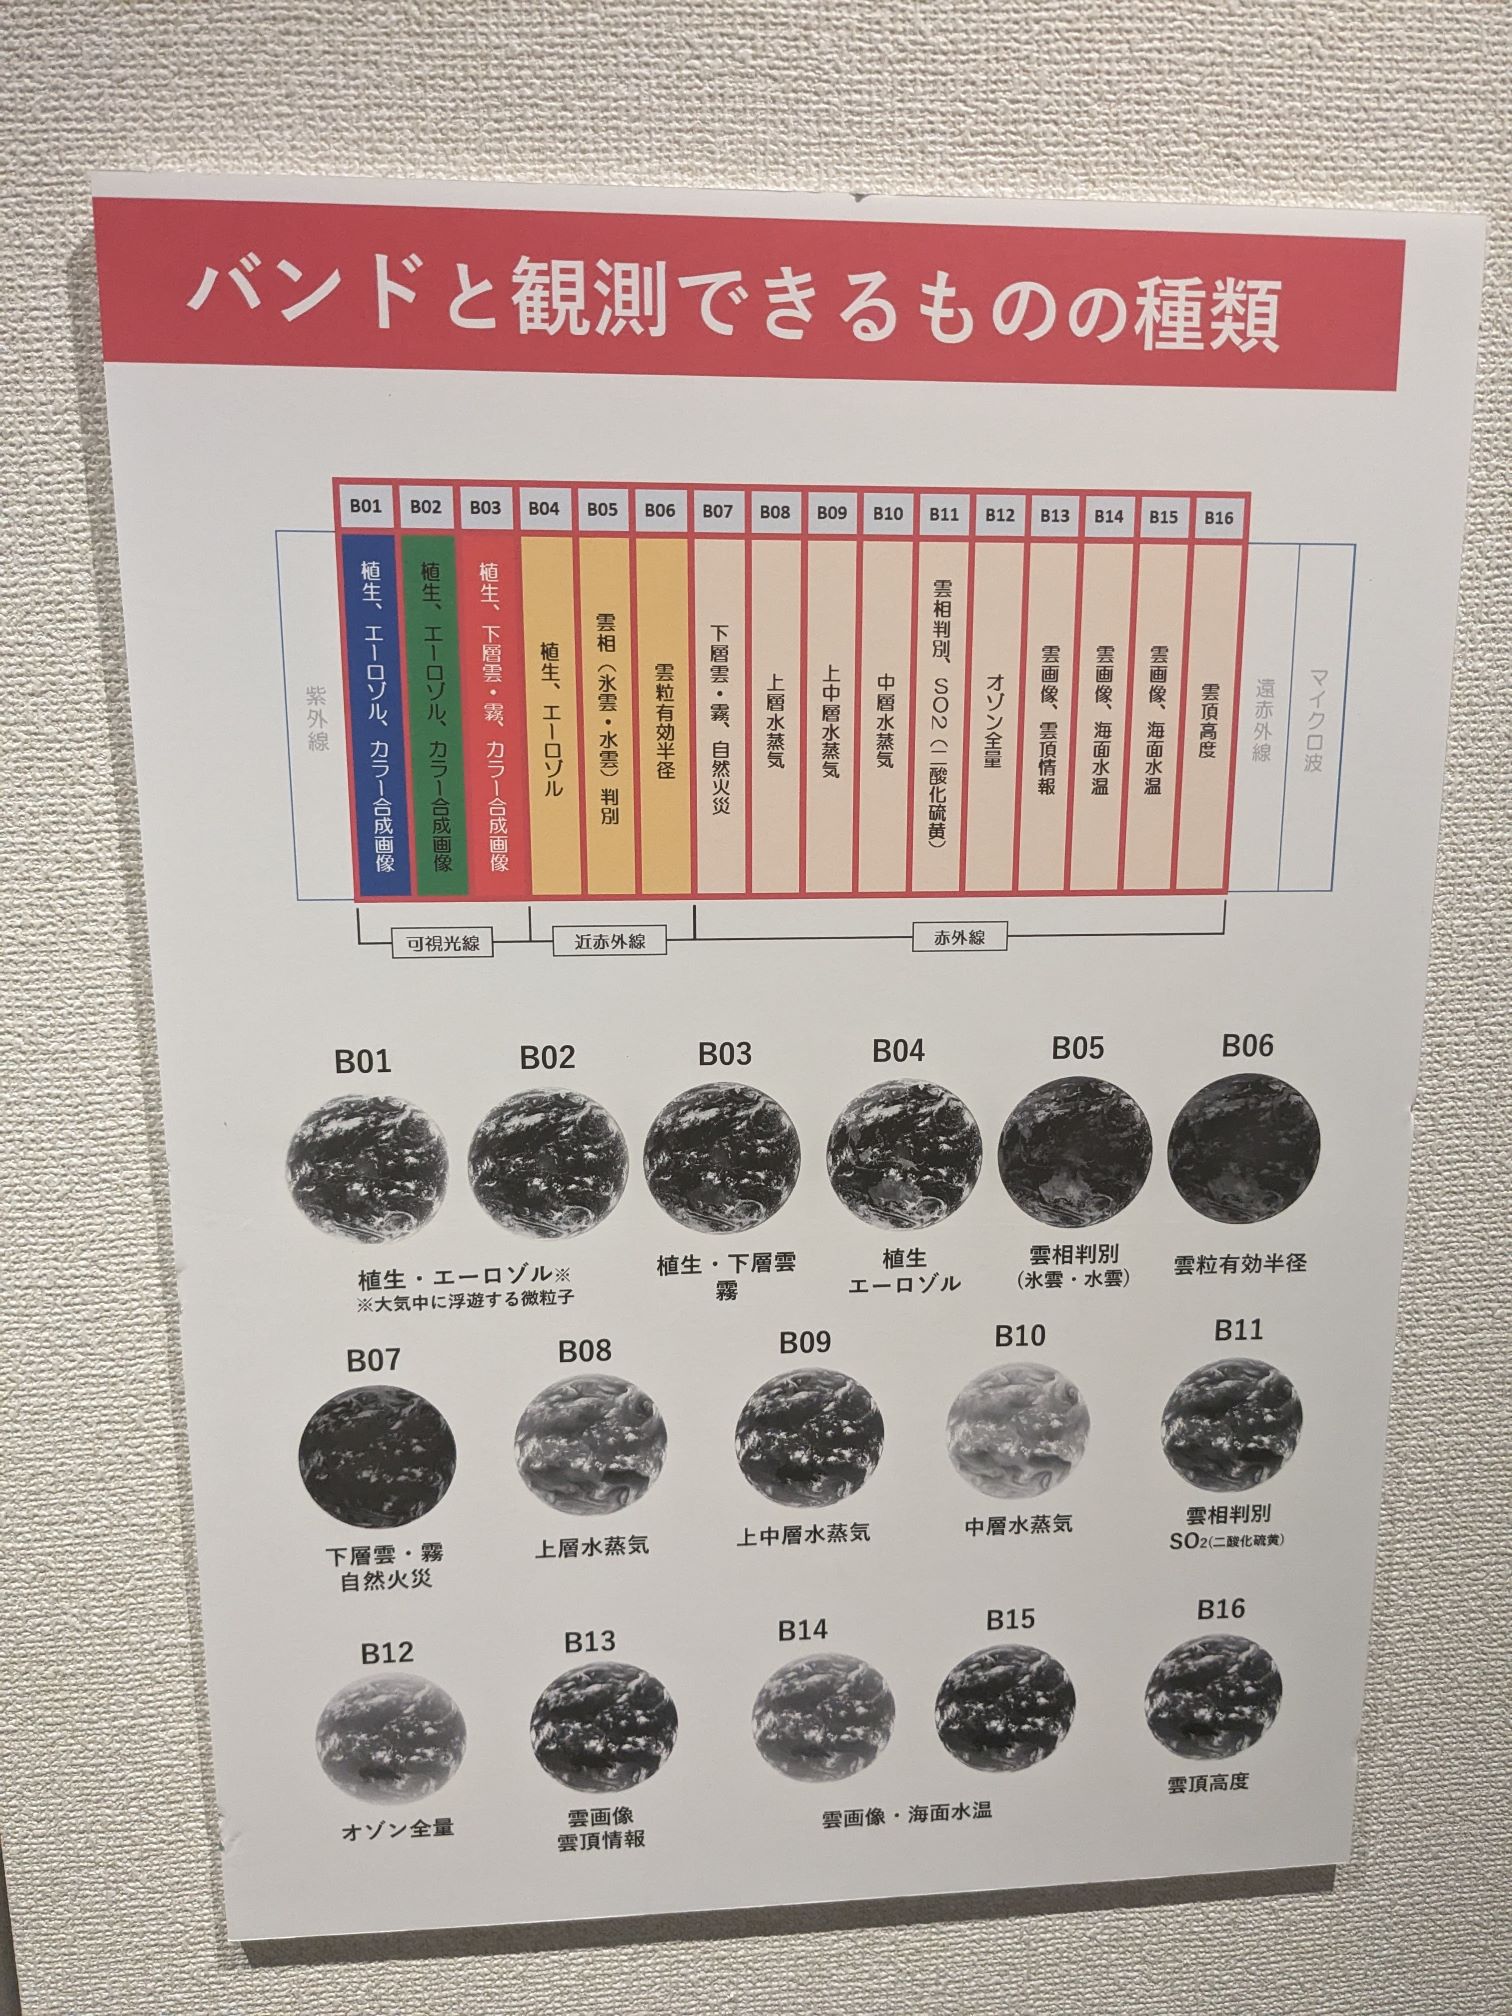 バンドと観測できるものの種類
B01 B02 B03 B04 B05 B06 B07 B08 B09 B10 B11 B12 B13 B14 B15 B16
紫外線
植生、エーロゾル、カラー合成画像
植生、エーロゾル、カラー合成画像
植生、下層雲・霧、カラー合成画像
植生、エーロゾル
雲相（氷雲・水雲）判別
雲粒有効半径
下層雲・霧、自然火災
上層水蒸気
上中層水蒸気
中層水蒸気
雲相判別、SO2（二酸化硫黄）
オゾン全量
雲画像、雲頂情報
雲画像、海面水温
雲画像、海面水温
雲頂高度
遠赤外線
マイクロ波
可視光線 近赤外線 赤外線
B01 B02 B03 B04 B05 B06
植生・エーロゾル※
※大気中に浮遊する微粒子
植生・下層雲
霧
植生
エーロゾル
雲相判別
（氷雲・水雲）
雲粒有効半径
B07 B08 B09 B10 B11
下層雲・霧
自然火災
上層水蒸気
上中層水蒸気
中層水蒸気
雲相判別
SO2(二酸化硫黄)
B12 B13 B14 B15 B16
オゾン全量
雲画像
雲頂情報
雲画像・海面水温
雲頂高度